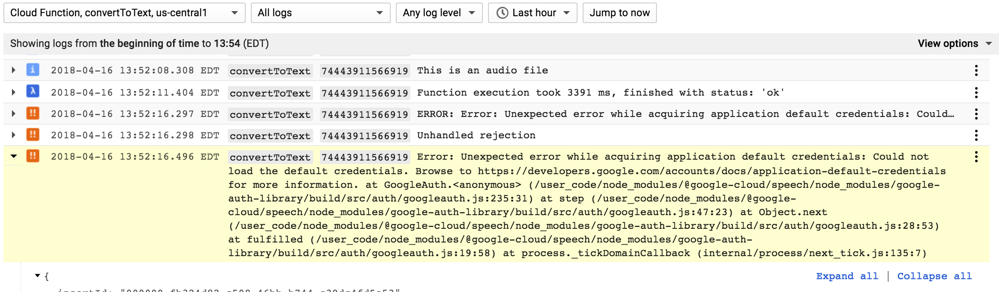 Cloud Function, convertToText, us-central1 All logs Any log level Last hour Jump to now
Showing logs from the beginning of time to 13:54 (EDT) View options
i 2018-04-16 13:52:08.308 EDT convertToText 74443911566919 This is an audio file
λ 2018-04-16 13:52:11.404 EDT convertToText 74443911566919 Function execution took 3391 ms, finished with status: 'ok'
!! 2018-04-16 13:52:16.297 EDT convertToText 74443911566919 ERROR: Error: Unexpected error while acquiring application default credentials: Could…
!! 2018-04-16 13:52:16.298 EDT convertToText 74443911566919 Unhandled rejection
!! 2018-04-16 13:52:16.496 EDT convertToText 74443911566919 Error: Unexpected error while acquiring application default credentials: Could not
load the default credentials. Browse to https://developers.google.com/accounts/docs/application-default-credentials
for more information. at GoogleAuth.<anonymous> (/user_code/node_modules/@google-cloud/speech/node_modules/google-
auth-library/build/src/auth/googleauth.js:235:31) at step (/user_code/node_modules/@google-
cloud/speech/node_modules/google-auth-library/build/src/auth/googleauth.js:47:23) at Object.next
(/user_code/node_modules/@google-cloud/speech/node_modules/google-auth-library/build/src/auth/googleauth.js:28:53)
at fulfilled (/user_code/node_modules/@google-cloud/speech/node_modules/google-auth-
library/build/src/auth/googleauth.js:19:58) at process._tickDomainCallback (internal/process/next_tick.js:135:7)
{ Expand all | Collapse all
insertId: